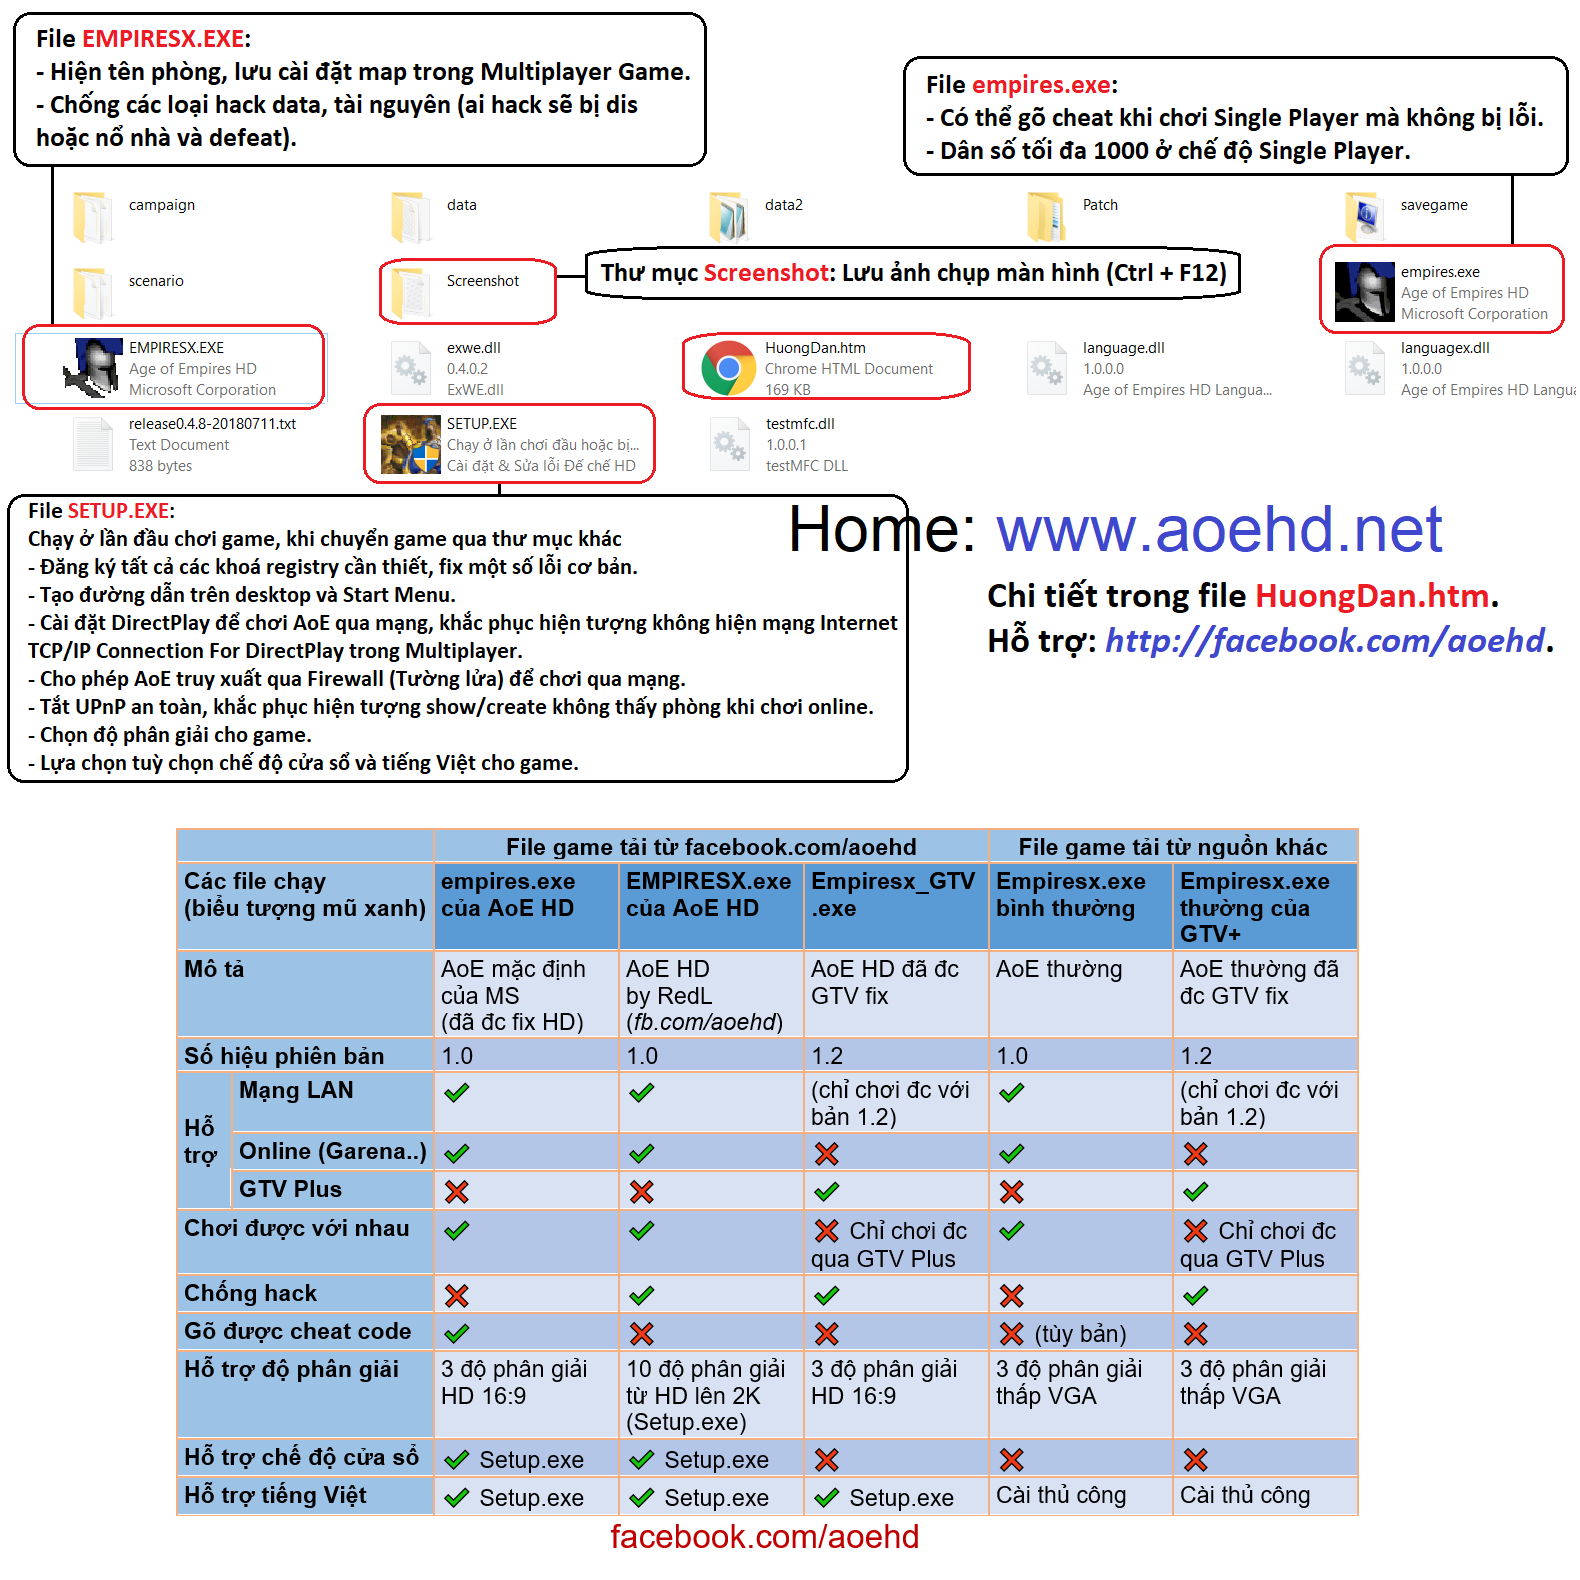 File EMPIRESX.EXE:
- Hiện tên phòng, lưu cài đặt map trong Multiplayer Game.
- Chống các loại hack data, tài nguyên (ai hack sẽ bị dis
hoặc nổ nhà và defeat).
File empires.exe:
- Có thể gõ cheat khi chơi Single Player mà không bị lỗi.
- Dân số tối đa 1000 ở chế độ Single Player.
campaign
data
data2
Patch
savegame
scenario
Screenshot
Thư mục Screenshot: Lưu ảnh chụp màn hình (Ctrl + F12)
empires.exe
Age of Empires HD
Microsoft Corporation
EMPIRESX.EXE
Age of Empires HD
Microsoft Corporation
exwe.dll
0.4.0.2
ExWE.dll
HuongDan.htm
Chrome HTML Document
169 KB
language.dll
1.0.0.0
Age of Empires HD Langua...
languagex.dll
1.0.0.0
Age of Empires HD Langua
release0.4.8-20180711.txt
Text Document
838 bytes
SETUP.EXE
Chạy ở lần chơi đầu hoặc bị...
Cài đặt & Sửa lỗi Đế chế HD
testmfc.dll
1.0.0.1
testMFC DLL
File SETUP.EXE:
Chạy ở lần đầu chơi game, khi chuyển game qua thư mục khác
- Đăng ký tất cả các khoá registry cần thiết, fix một số lỗi cơ bản.
- Tạo đường dẫn trên desktop và Start Menu.
- Cài đặt DirectPlay để chơi AoE qua mạng, khắc phục hiện tượng không hiện mạng Internet
TCP/IP Connection For DirectPlay trong Multiplayer.
- Cho phép AoE truy xuất qua Firewall (Tường lửa) để chơi qua mạng.
- Tắt UPnP an toàn, khắc phục hiện tượng show/create không thấy phòng khi chơi online.
- Chọn độ phân giải cho game.
- Lựa chọn tuỳ chọn chế độ cửa sổ và tiếng Việt cho game.
Home: www.aoehd.net
Chi tiết trong file HuongDan.htm.
Hỗ trợ: http://facebook.com/aoehd.
File game tải từ facebook.com/aoehd
File game tải từ nguồn khác
Các file chạy
(biểu tượng mũ xanh)
empires.exe
của AoE HD
EMPIRESX.exe
của AoE HD
Empiresx_GTV
.exe
Empiresx.exe
bình thường
Empiresx.exe
thường của
GTV+
Mô tả
AoE mặc định
của MS
(đã đc fix HD)
AoE HD
by RedL
(fb.com/aoehd)
AoE HD đã đc
GTV fix
AoE thường
AoE thường đã
đc GTV fix
Số hiệu phiên bản
1.0
1.0
1.2
1.0
1.2
Hỗ
trợ
Mạng LAN
✓
✓
(chỉ chơi đc với
bản 1.2)
✓
(chỉ chơi đc với
bản 1.2)
Online (Garena..)
✓
✓
✗
✓
✗
GTV Plus
✗
✗
✓
✗
✓
Chơi được với nhau
✓
✓
✗ Chỉ chơi đc
qua GTV Plus
✓
✗ Chỉ chơi đc
qua GTV Plus
Chống hack
✗
✓
✓
✗
✓
Gõ được cheat code
✓
✗
✗
✗ (tùy bản)
✗
Hỗ trợ độ phân giải
3 độ phân giải
HD 16:9
10 độ phân giải
từ HD lên 2K
(Setup.exe)
3 độ phân giải
HD 16:9
3 độ phân giải
thấp VGA
3 độ phân giải
thấp VGA
Hỗ trợ chế độ cửa sổ
✓ Setup.exe
✓ Setup.exe
✗
✗
✗
Hỗ trợ tiếng Việt
✓ Setup.exe
✓ Setup.exe
✓ Setup.exe
Cài thủ công
Cài thủ công
facebook.com/aoehd